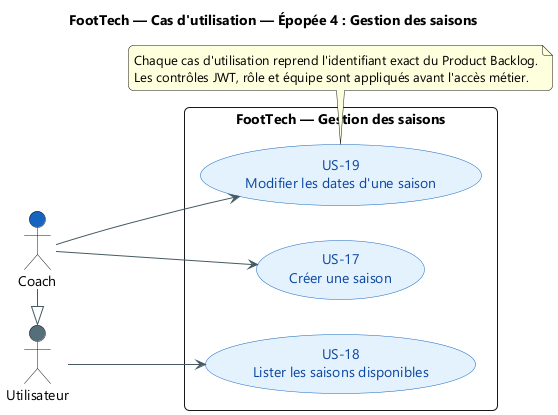 FootTech — Cas d'utilisation — Épopée 4 : Gestion des saisons
Chaque cas d'utilisation reprend l'identifiant exact du Product Backlog.
Les contrôles JWT, rôle et équipe sont appliqués avant l'accès métier.
FootTech — Gestion des saisons
US-19
Modifier les dates d'une saison
US-17
Créer une saison
Coach
US-18
Lister les saisons disponibles
Utilisateur